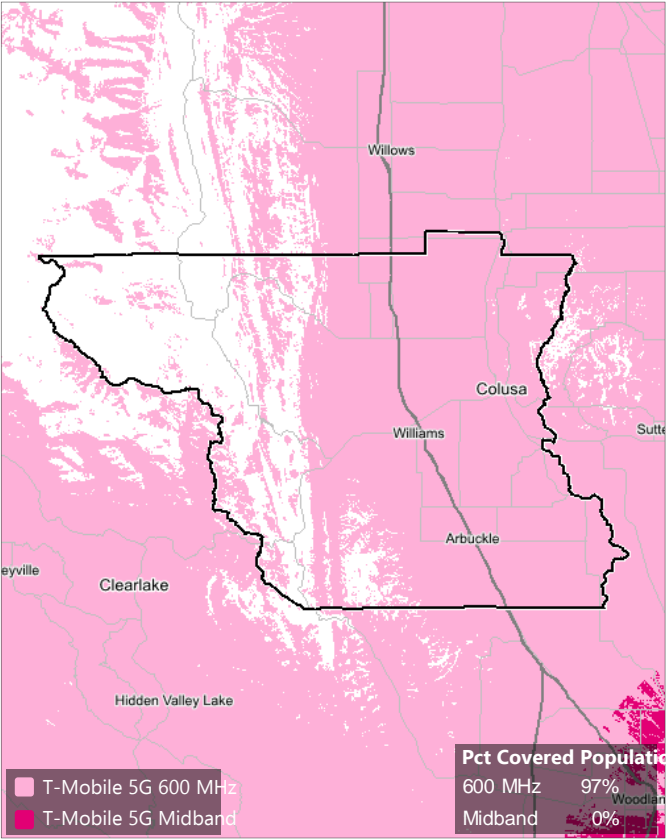 Willows
Colusa
Williams
Sutte
Arbuckle
eyville
Clearlake
Hidden Valley Lake
Pct Covered Populatio
600 MHz 97%
Midband 0%
Woodlan
T-Mobile 5G 600 MHz
T-Mobile 5G Midband